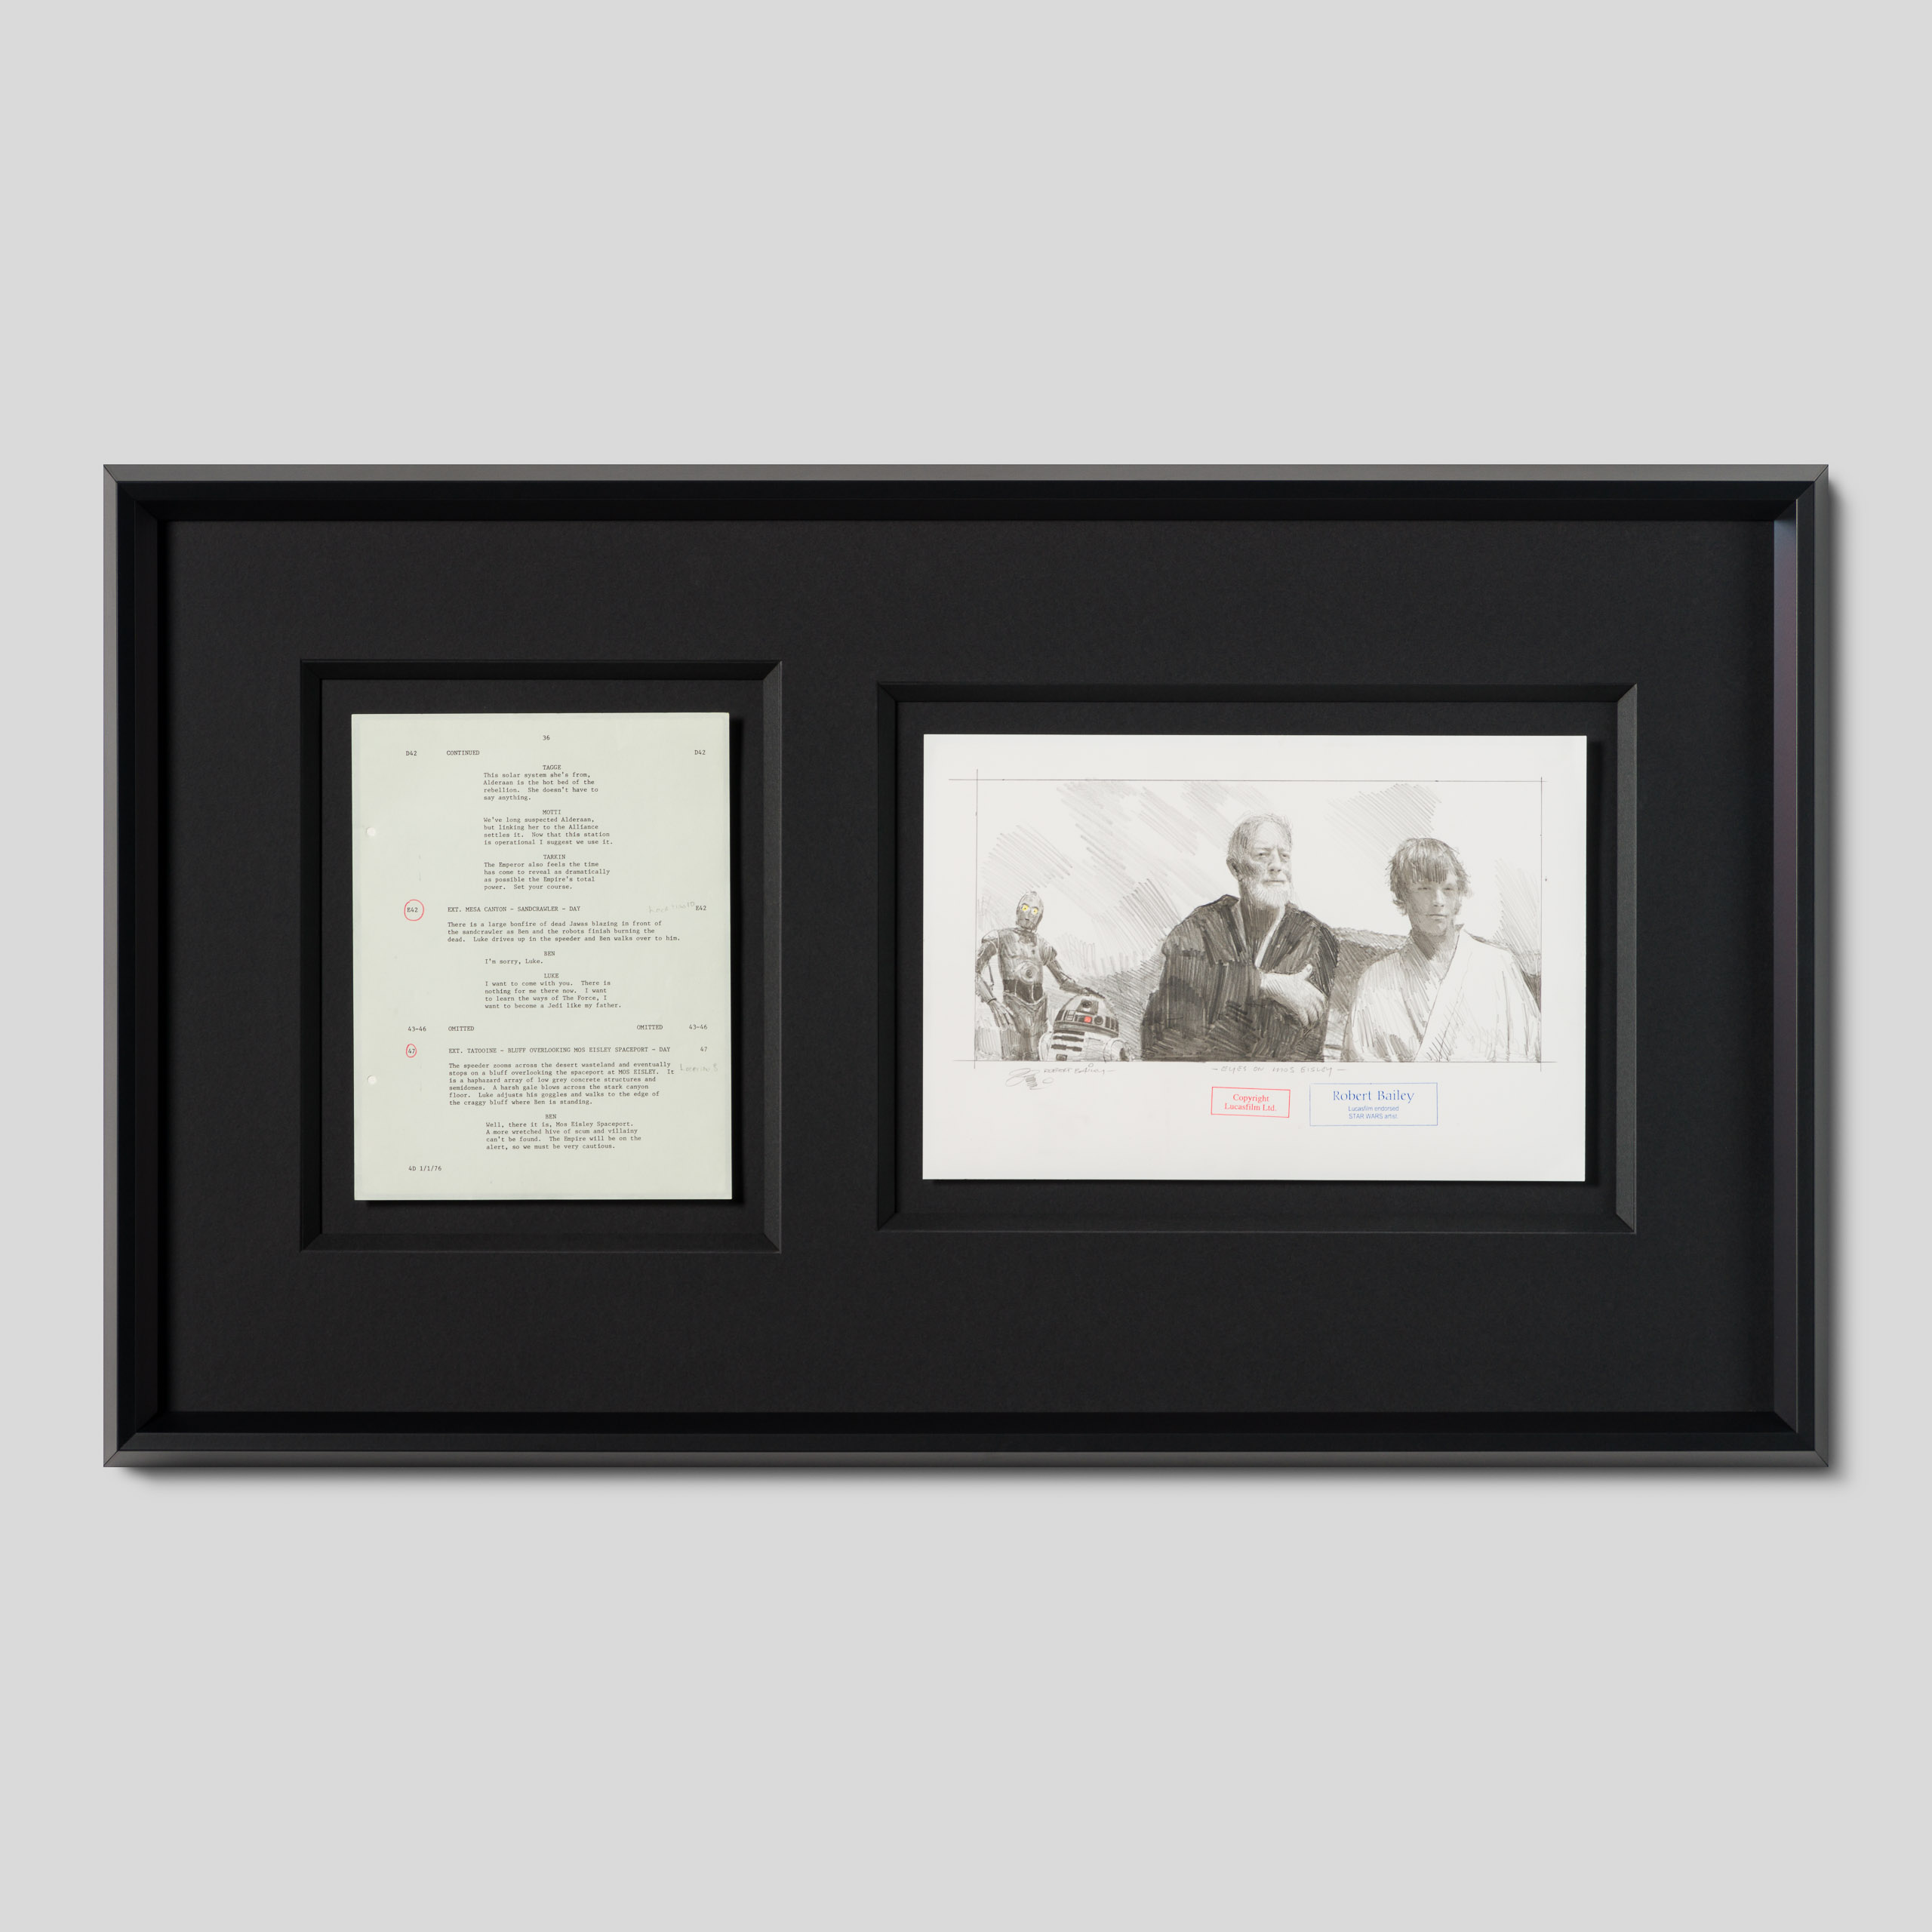 36
D42 CONTINUED D42
TAGGE
This solar system she's from,
Alderaan is the hot bed of the
rebellion. She doesn't have to
say anything.
MOTTI
We've long suspected Alderaan,
but linking her to the Alliance
settles it. Now that this station
is operational I suggest we use it.
TARKIN
The Emperor also feels the time
has come to reveal as dramatically
as possible the Empire's total
power. Set your course.
E42 EXT. MESA CANYON - SANDCRAWLER - DAY E42
There is a large bonfire of dead Jawas blazing in front of
the sandcrawler as Ben and the robots finish burning the
dead. Luke drives up in the speeder and Ben walks over to him.
BEN
I'm sorry, Luke.
LUKE
I want to come with you. There is
nothing for me there now. I want
to learn the ways of The Force, I
want to become a Jedi like my father.
43-46 OMITTED OMITTED 43-46
47 EXT. TATOOINE - BLUFF OVERLOOKING MOS EISLEY SPACEPORT - DAY 47
The speeder zooms across the desert wasteland and eventually
stops on a bluff overlooking the spaceport at MOS EISLEY. It
is a haphazard array of low grey concrete structures and
semidomes. A harsh gale blows across the stark canyon
floor. Luke adjusts his goggles and walks to the edge of
the craggy bluff where Ben is standing.
BEN
Well, there it is, Mos Eisley Spaceport.
A more wretched hive of scum and villainy
can't be found. The Empire will be on the
alert, so we must be very cautious.
4D 1/1/76
- EYES ON MOS EISLEY -
Copyright
Lucasfilm Ltd.
Robert Bailey
Lucasfilm endorsed
STAR WARS artist